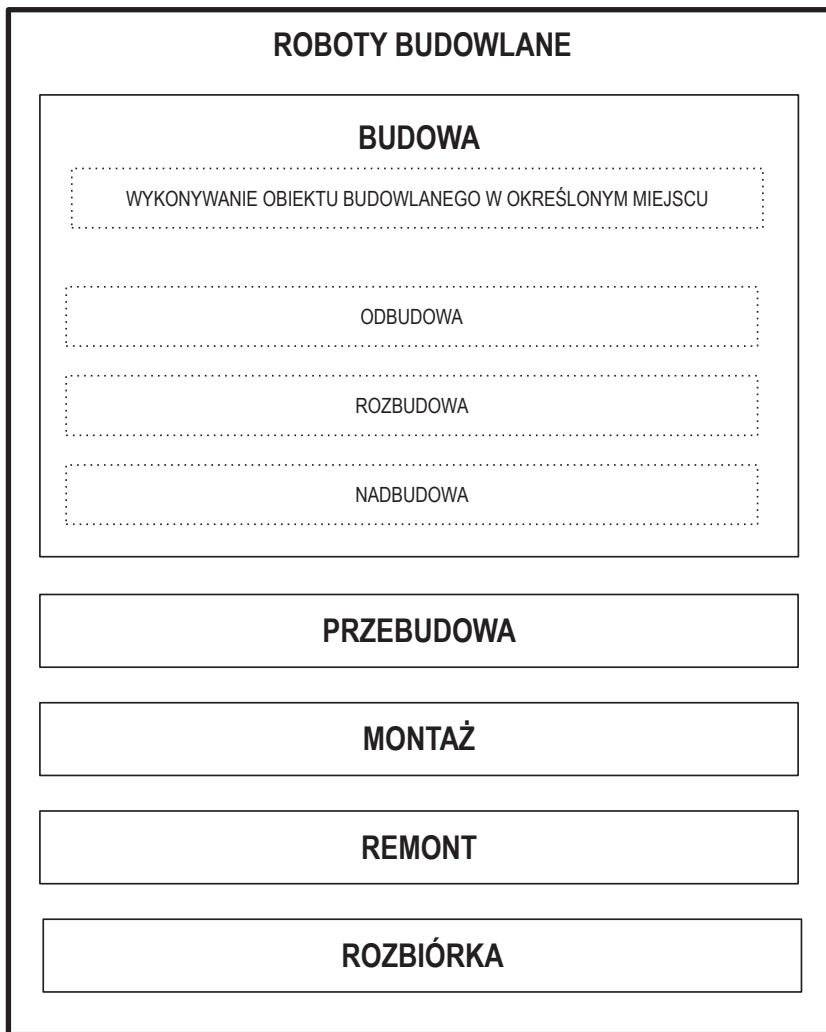 ROBOTY BUDOWLANE
BUDOWA
WYKONYWANIE OBIEKTU BUDOWLANEGO W OKREŚLONYM MIEJSCU
ODBUDOWA
ROZBUDOWA
NADBUDOWA
PRZEBUDOWA
MONTAŻ
REMONT
ROZBIÓRKA